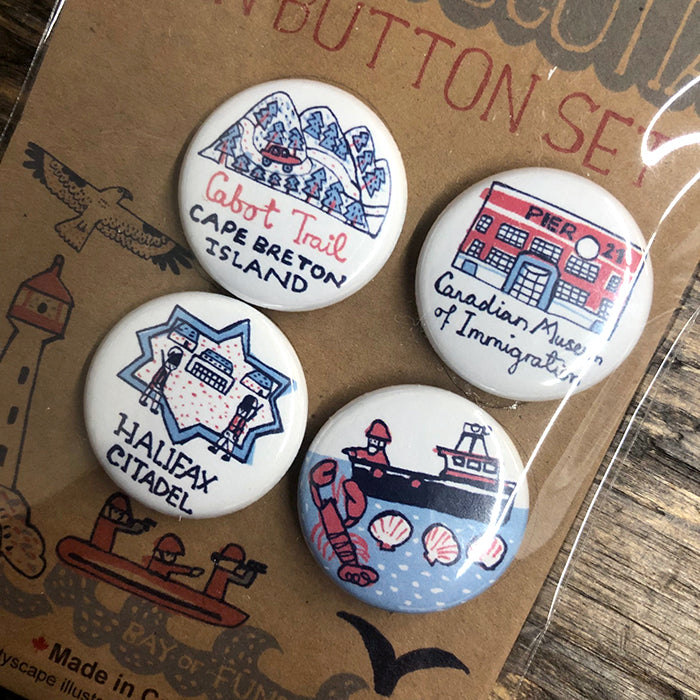 BUTTON SET
Cabot Trail
CAPE BRETON
ISLAND
PIER 21
Canadian Museum
of Immigration
HALIFAX
CITADEL
BAY OF FUN
Made in C